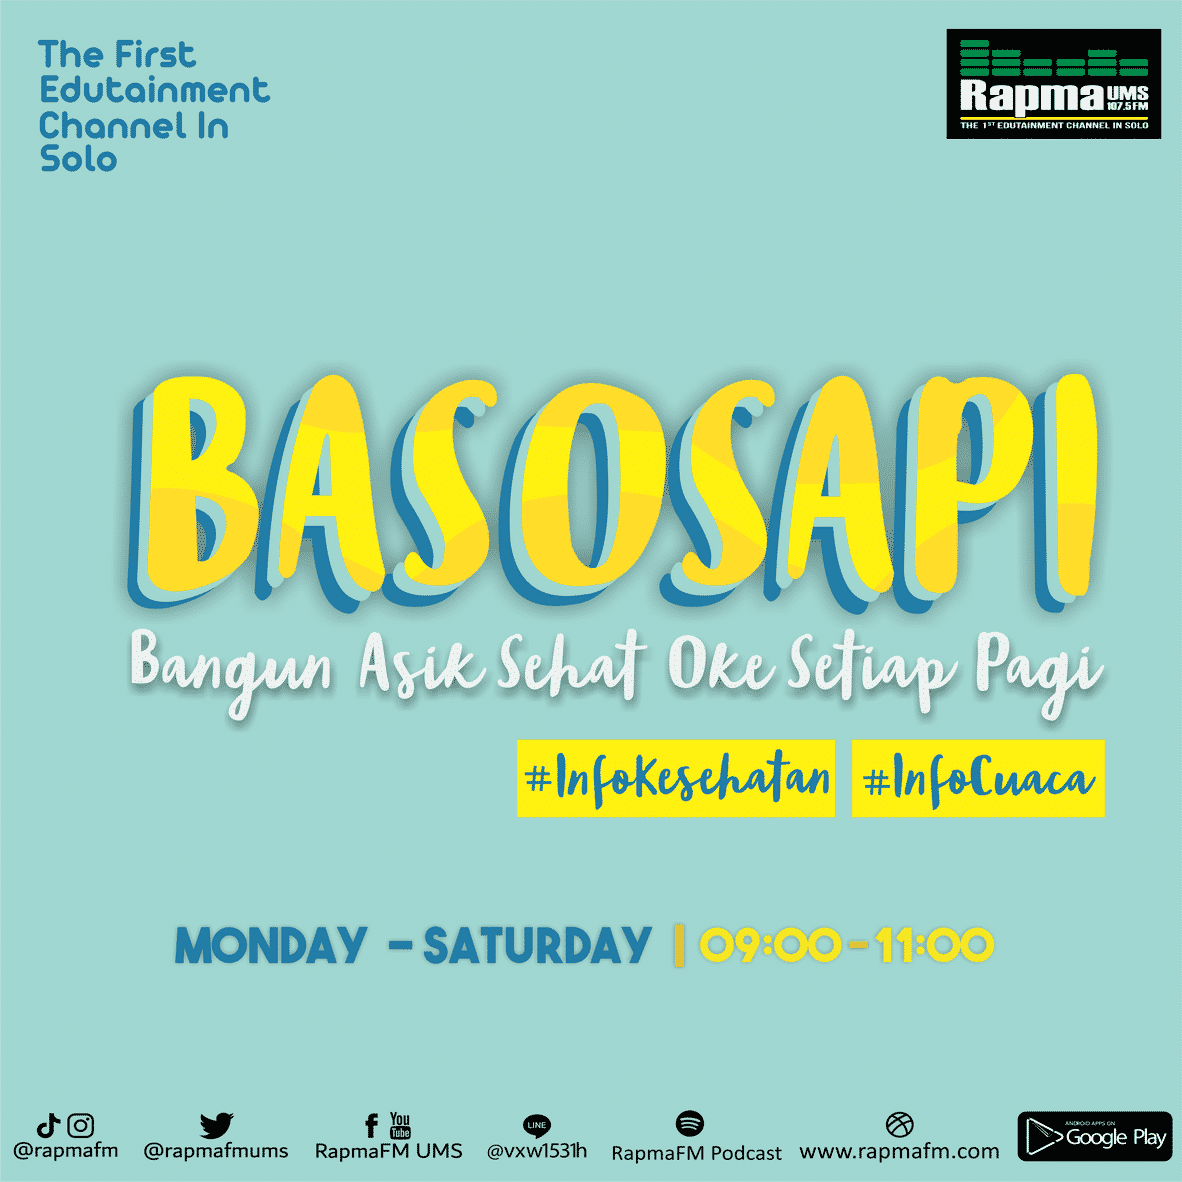 The First
Edutainment
Channel In
Solo
Rapma UMS
107.5 FM
THE 1ST EDUTAINMENT CHANNEL IN SOLO
BASOSAPI
Bangun Asik Sehat Oke Setiap Pagi
#InfoKesehatan #InfoCuaca
MONDAY - SATURDAY | 09:00 - 11:00
You
Tube
LINE
@rapmafm @rapmafmums RapmaFM UMS @vxw1531h RapmaFM Podcast www.rapmafm.com
ANDROID APPS ON
Google Play